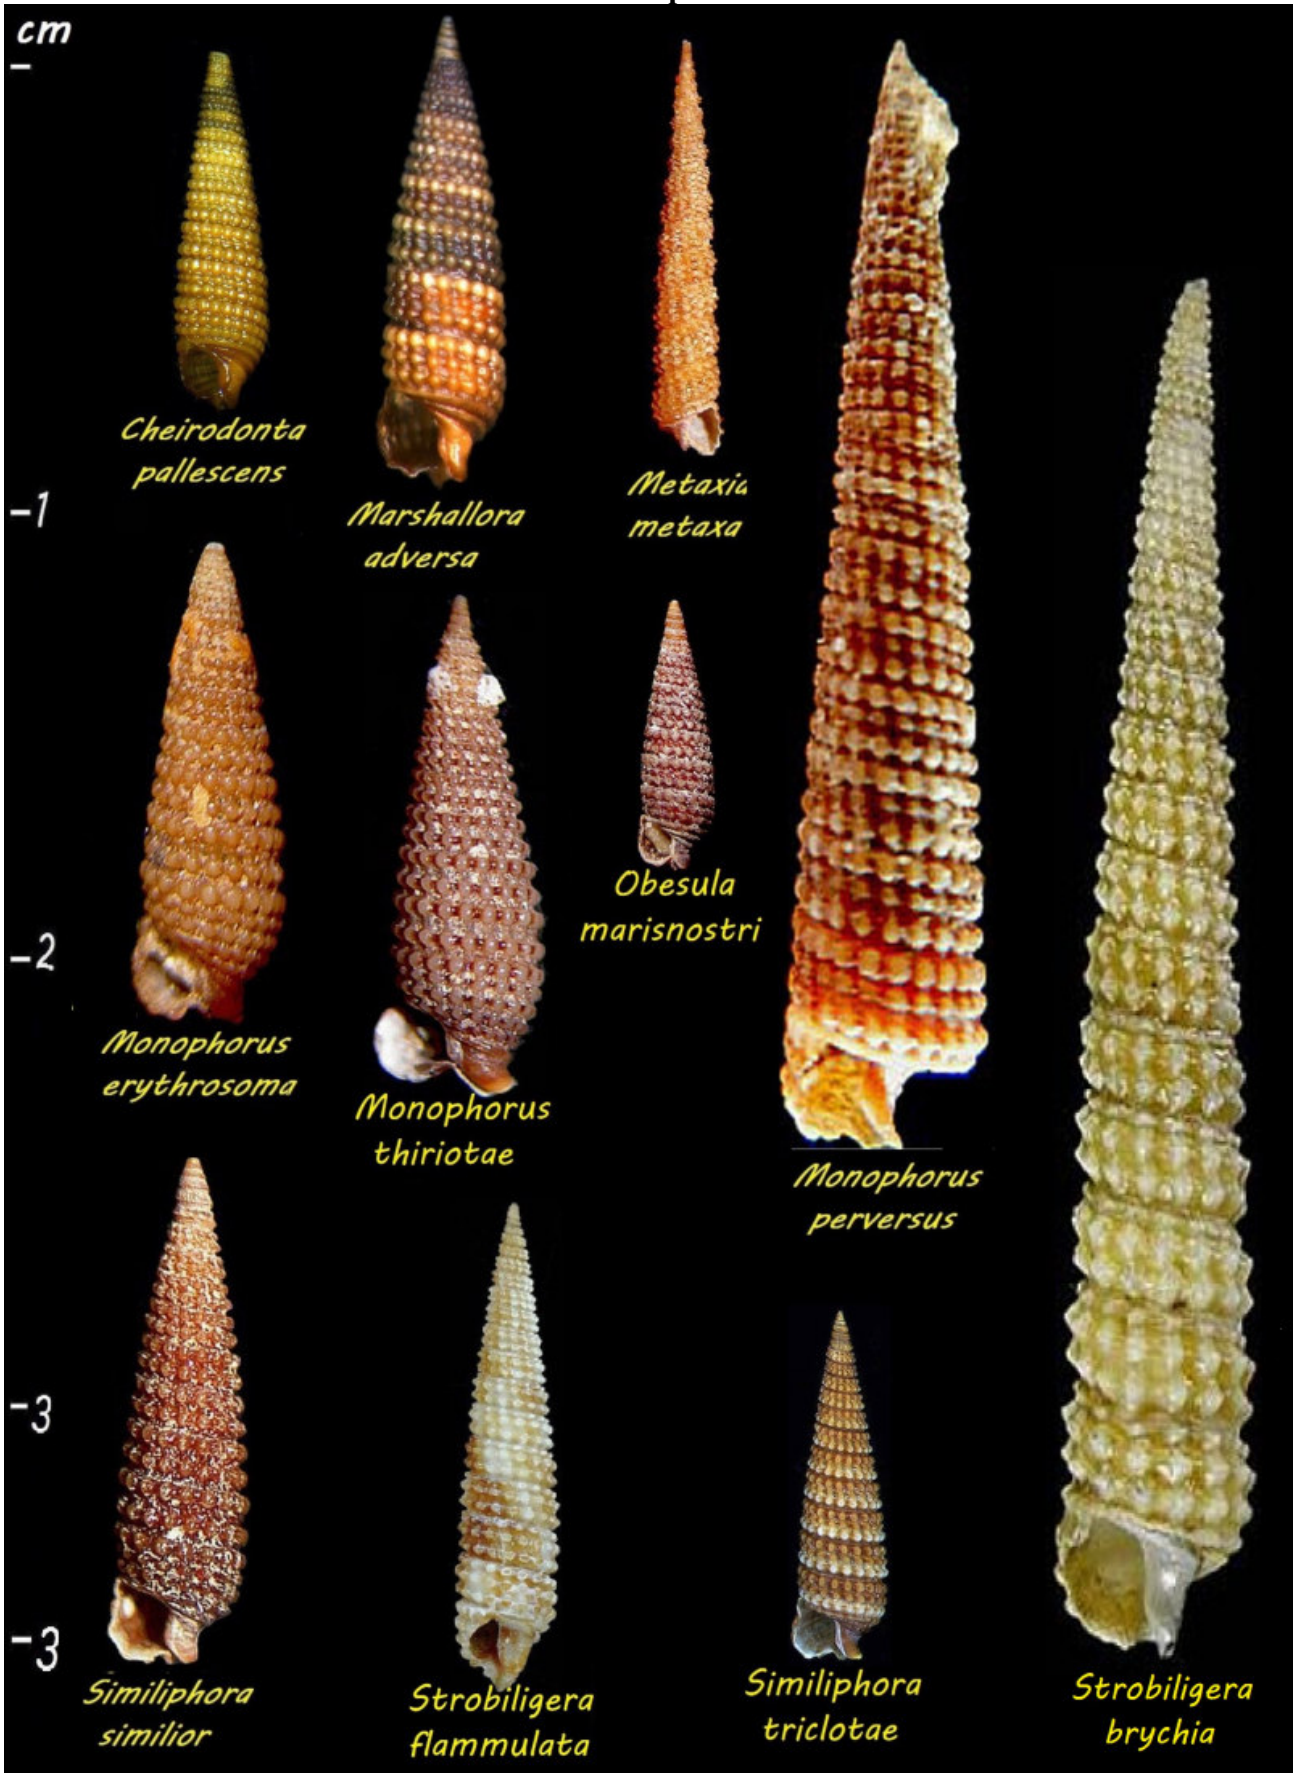 cm
Cheirodonta
pallescens
-1
Marshallora
adversa
Metaxia
metaxa
Obesula
marisnostri
-2
Monophorus
erythrosoma
Monophorus
thiriotae
Monophorus
perversus
-3
-3
Similiphora
similior
Strobiligera
flammulata
Similiphora
triclotae
Strobiligera
brychia